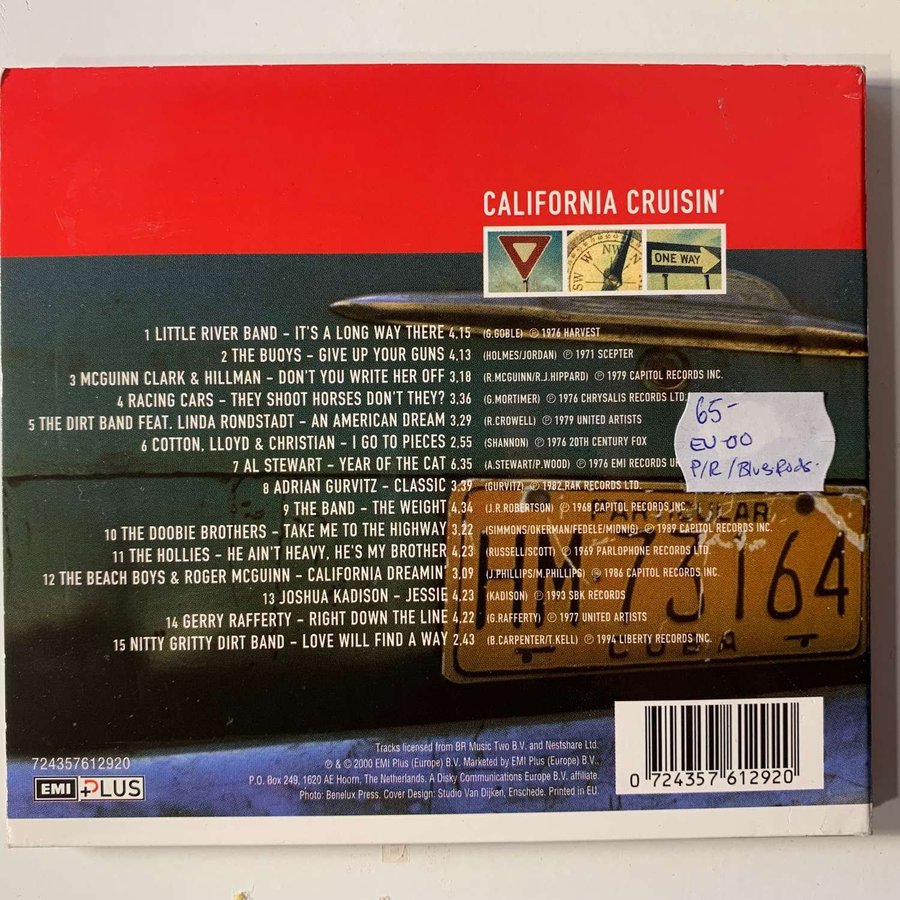 CALIFORNIA CRUISIN'
SW W NW N
ONE WAY
1 LITTLE RIVER BAND – IT'S A LONG WAY THERE 4.15 (G.GOBLE) ℗ 1976 HARVEST
2 THE BUOYS – GIVE UP YOUR GUNS 4.13 (HOLMES/JORDAN) ℗ 1971 SCEPTER
3 MCGUINN CLARK & HILLMAN – DON'T YOU WRITE HER OFF 3.18 (R.MCGUINN/R.J.HIPPARD) ℗ 1979 CAPITOL RECORDS INC.
4 RACING CARS – THEY SHOOT HORSES DON'T THEY? 3.36 (G.MORTIMER) ℗ 1976 CHRYSALIS RECORDS LTD.
5 THE DIRT BAND FEAT. LINDA RONDSTADT – AN AMERICAN DREAM 3.29 (R.CROWELL) ℗ 1979 UNITED ARTISTS
6 COTTON, LLOYD & CHRISTIAN – I GO TO PIECES 2.55 (SHANNON) ℗ 1976 20TH CENTURY FOX
7 AL STEWART – YEAR OF THE CAT 6.35 (A.STEWART/P.WOOD) ℗ 1976 EMI RECORDS
8 ADRIAN GURVITZ – CLASSIC 3.39 (GURVITZ) ℗ 1982 RAK RECORDS LTD.
9 THE BAND – THE WEIGHT 4.34 (J.R.ROBERTSON) ℗ 1968 CAPITOL RECORDS INC.
10 THE DOOBIE BROTHERS – TAKE ME TO THE HIGHWAY 3.22 (SIMMONS/OKERMAN/FEDELE/MIDNIG) ℗ 1989 CAPITOL RECORDS INC.
11 THE HOLLIES – HE AIN'T HEAVY, HE'S MY BROTHER 4.23 (RUSSELL/SCOTT) ℗ 1969 PARLOPHONE RECORDS LTD.
12 THE BEACH BOYS & ROGER MCGUINN – CALIFORNIA DREAMIN' 3.09 (J.PHILLIPS/M.PHILLIPS) ℗ 1986 CAPITOL RECORDS INC.
13 JOSHUA KADISON – JESSIE 4.23 (KADISON) ℗ 1993 SBK RECORDS
14 GERRY RAFFERTY – RIGHT DOWN THE LINE 4.22 (G.RAFFERTY) ℗ 1977 UNITED ARTISTS
15 NITTY GRITTY DIRT BAND – LOVE WILL FIND A WAY 2.43 (B.CARPENTER/T.KELL) ℗ 1994 LIBERTY RECORDS INC.
65-
EU-00
P/R/
73164
CUBA
Tracks licensed from BR Music Two B.V. and Nestshare Ltd.
℗ & © 2000 EMI Plus (Europe) B.V. Marketed by EMI Plus (Europe) B.V.,
P.O. Box 249, 1620 AE Hoorn, The Netherlands. A Disky Communications Europe B.V. affiliate.
Photo: Benelux Press. Cover Design: Studio Van Dijken, Enschede. Printed in EU.
724357612920
EMI PLUS
0 724357 612920